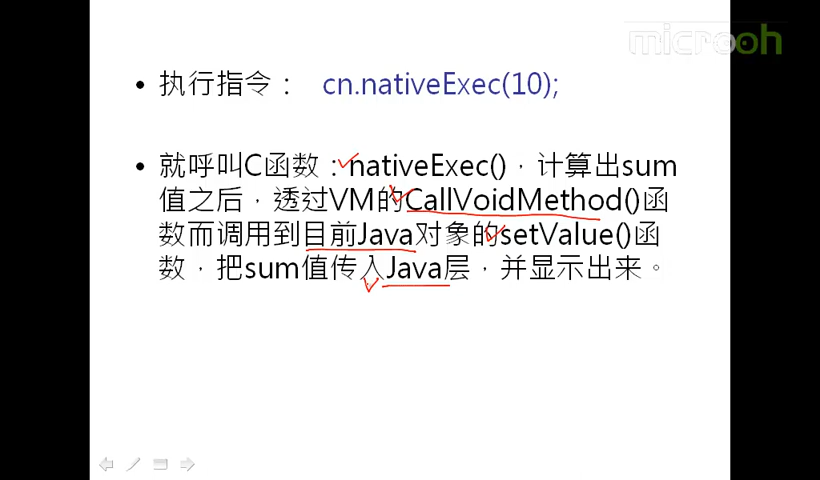 microoh
• 执行指令： cn.nativeExec(10);
• 就呼叫C函数：nativeExec()，计算出sum
值之后，透过VM的CallVoidMethod()函
数而调用到目前Java对象的setValue()函
数，把sum值传入Java层，并显示出来。